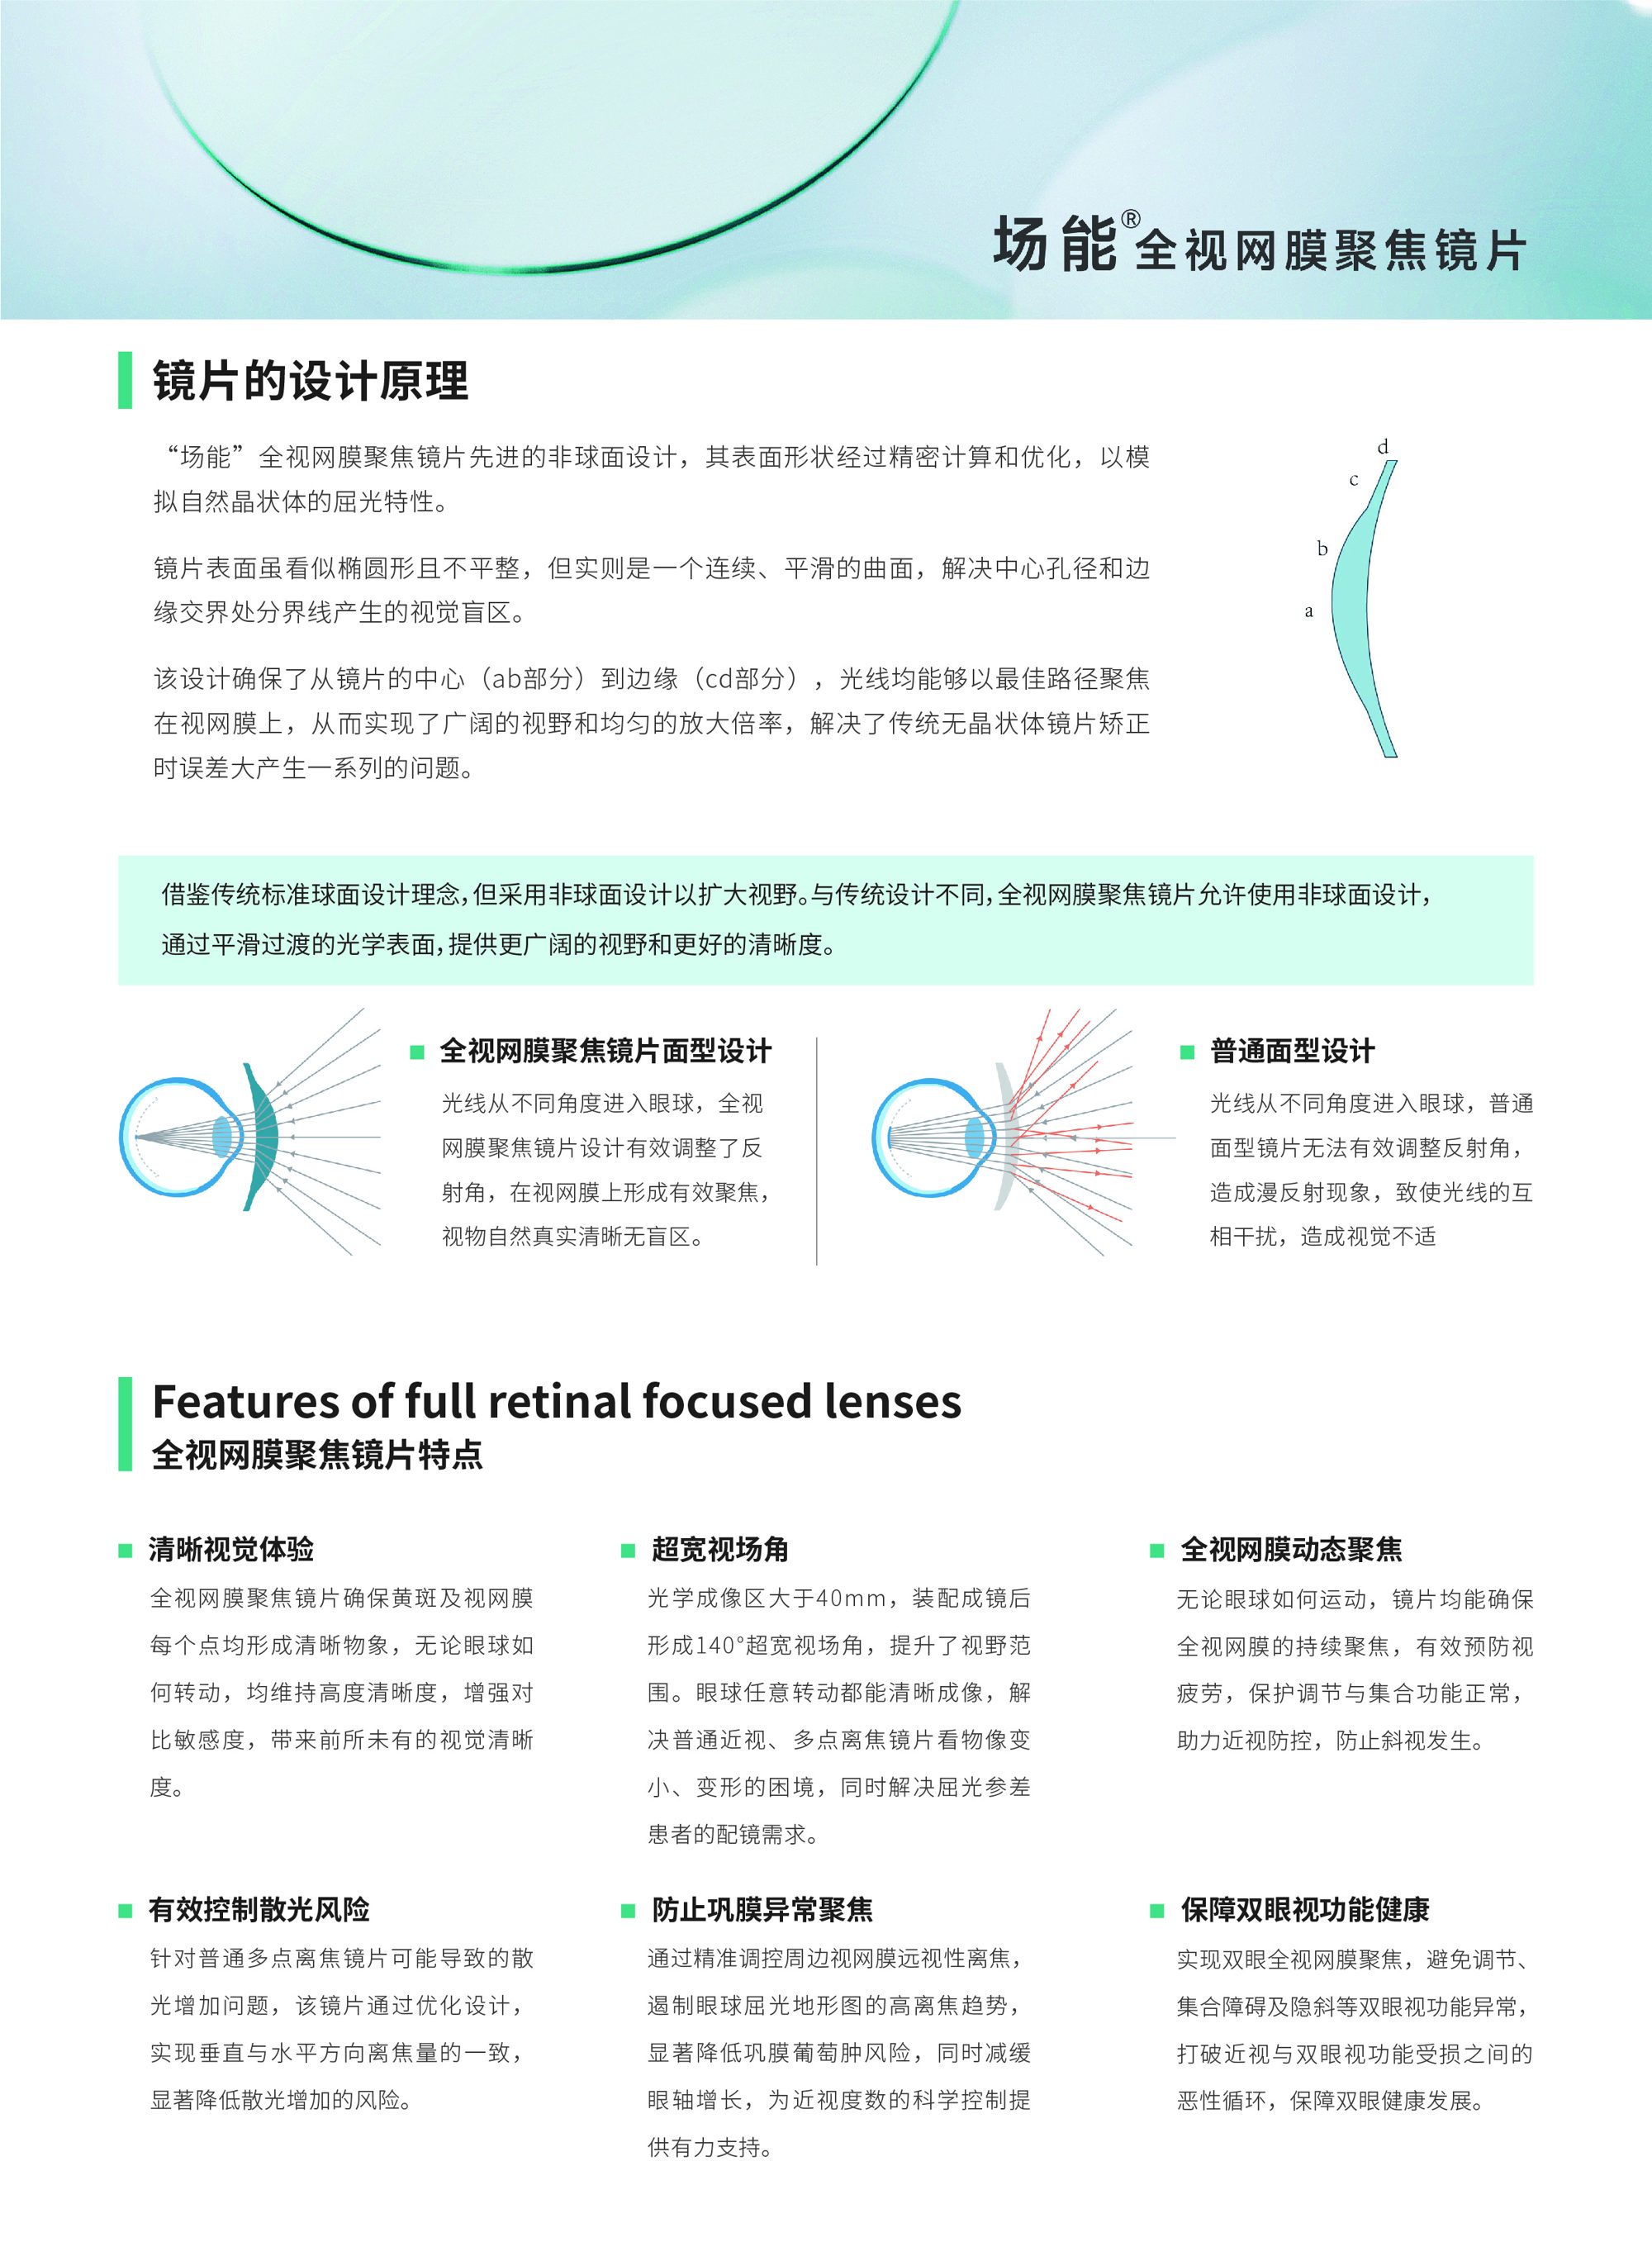 场能®全视网膜聚焦镜片
镜片的设计原理
“场能”全视网膜聚焦镜片先进的非球面设计，其表面形状经过精密计算和优化，以模
拟自然晶状体的屈光特性。
镜片表面虽看似椭圆形且不平整，但实则是一个连续、平滑的曲面，解决中心孔径和边
缘交界处分界线产生的视觉盲区。
该设计确保了从镜片的中心（ab部分）到边缘（cd部分），光线均能够以最佳路径聚焦
在视网膜上，从而实现了广阔的视野和均匀的放大倍率，解决了传统无晶状体镜片矫正
时误差大产生一系列的问题。
d
c
b
a
借鉴传统标准球面设计理念，但采用非球面设计以扩大视野。与传统设计不同，全视网膜聚焦镜片允许使用非球面设计，
通过平滑过渡的光学表面，提供更广阔的视野和更好的清晰度。
全视网膜聚焦镜片面型设计
光线从不同角度进入眼球，全视
网膜聚焦镜片设计有效调整了反
射角，在视网膜上形成有效聚焦，
视物自然真实清晰无盲区。
普通面型设计
光线从不同角度进入眼球，普通
面型镜片无法有效调整反射角，
造成漫反射现象，致使光线的互
相干扰，造成视觉不适
Features of full retinal focused lenses
全视网膜聚焦镜片特点
清晰视觉体验
全视网膜聚焦镜片确保黄斑及视网膜
每个点均形成清晰物象，无论眼球如
何转动，均维持高度清晰度，增强对
比敏感度，带来前所未有的视觉清晰
度。
超宽视场角
光学成像区大于40mm，装配成镜后
形成140°超宽视场角，提升了视野范
围。眼球任意转动都能清晰成像，解
决普通近视、多点离焦镜片看物像变
小、变形的困境，同时解决屈光参差
患者的配镜需求。
全视网膜动态聚焦
无论眼球如何运动，镜片均能确保
全视网膜的持续聚焦，有效预防视
疲劳，保护调节与集合功能正常，
助力近视防控，防止斜视发生。
有效控制散光风险
针对普通多点离焦镜片可能导致的散
光增加问题，该镜片通过优化设计，
实现垂直与水平方向离焦量的一致，
显著降低散光增加的风险。
防止巩膜异常聚焦
通过精准调控周边视网膜远视性离焦，
遏制眼球屈光地形图的高离焦趋势，
显著降低巩膜葡萄肿风险，同时减缓
眼轴增长，为近视度数的科学控制提
供有力支持。
保障双眼视功能健康
实现双眼全视网膜聚焦，避免调节、
集合障碍及隐斜等双眼视功能异常，
打破近视与双眼视功能受损之间的
恶性循环，保障双眼健康发展。